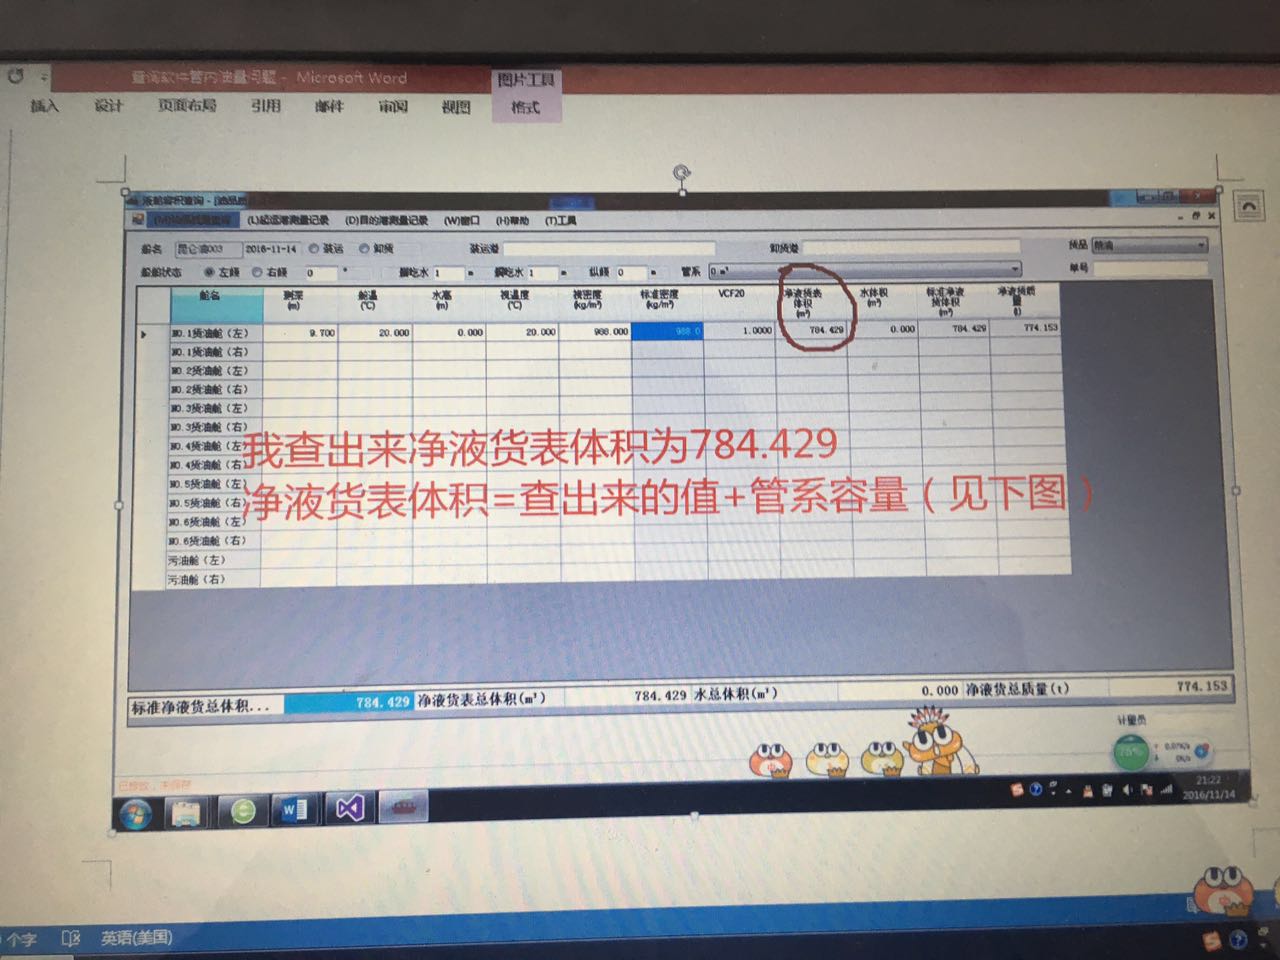 查询软件管内油量问题 - Microsoft Word
图片工具
插入 设计 页面布局 引用 邮件 审阅 视图 格式
液舱容积查询 -
(L)装运港测量记录 (D)目的港测量记录 (W)窗口 (H)帮助 (T)工具
船名 昆仑油003 2016-11-14 装运 卸货 装运港 卸货港 货品
船舶状态 左倾 右倾 0 ° 艏吃水 1 m 艉吃水 1 m 纵倾 0 m 管系 0 m³ 单号
舱名 测深(m) 舱温(℃) 水高(m) 视温度(℃) 视密度(kg/m³) 标准密度(kg/m³) VCF20 净液货表体积(m³) 水体积(m³) 标准净液货体积(m³) 净液货质量(t)
NO.1货油舱(左) 9.700 20.000 0.000 20.000 988.000 988.0 1.0000 784.429 0.000 784.429 774.153
NO.1货油舱(右)
NO.2货油舱(左)
NO.2货油舱(右)
NO.3货油舱(左)
NO.3货油舱(右)
NO.4货油舱(左)
NO.4货油舱(右)
NO.5货油舱(左)
NO.5货油舱(右)
NO.6货油舱(左)
NO.6货油舱(右)
污油舱(左)
污油舱(右)
我查出来净液货表体积为784.429
净液货表体积=查出来的值+管系容量（见下图）
标准净液货总体积... 784.429 净液货表总体积(m³) 784.429 水总体积(m³) 0.000 净液货总质量(t) 774.153
计量员
75%
21:22
2016/11/14
个字 英语(美国)